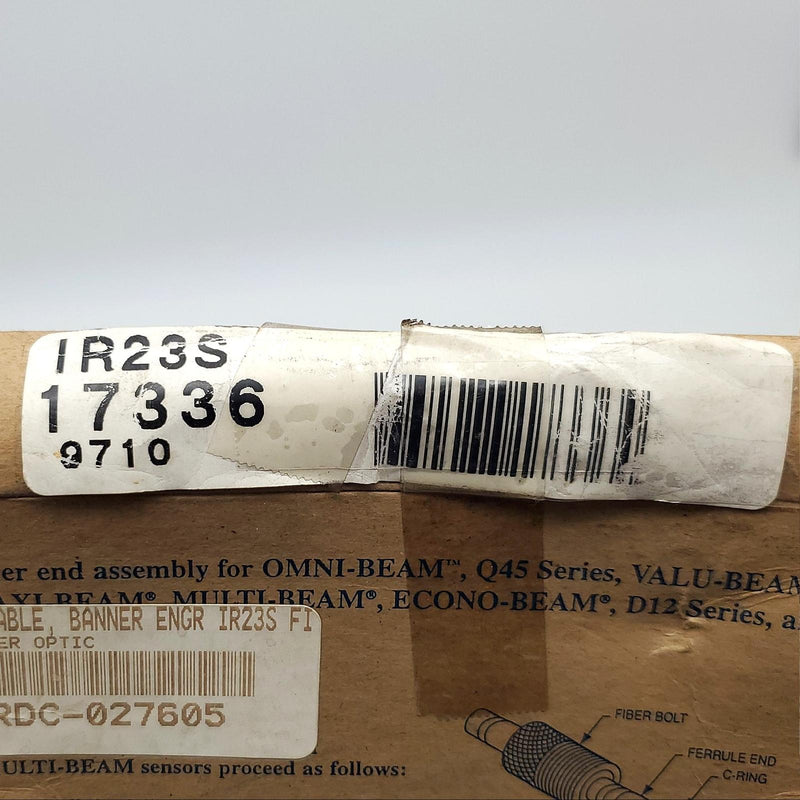 IR23S
17336
9710
er end assembly for OMNI-BEAM™, Q45 Series, VALU-BEAM
AXI-BEAM®, MULTI-BEAM®, ECONO-BEAM®, D12 Series, a
ABLE, BANNER ENGR IR23S FI
ER OPTIC
RDC-027605
FIBER BOLT
FERRULE END
C-RING
ULTI-BEAM sensors proceed as follows: